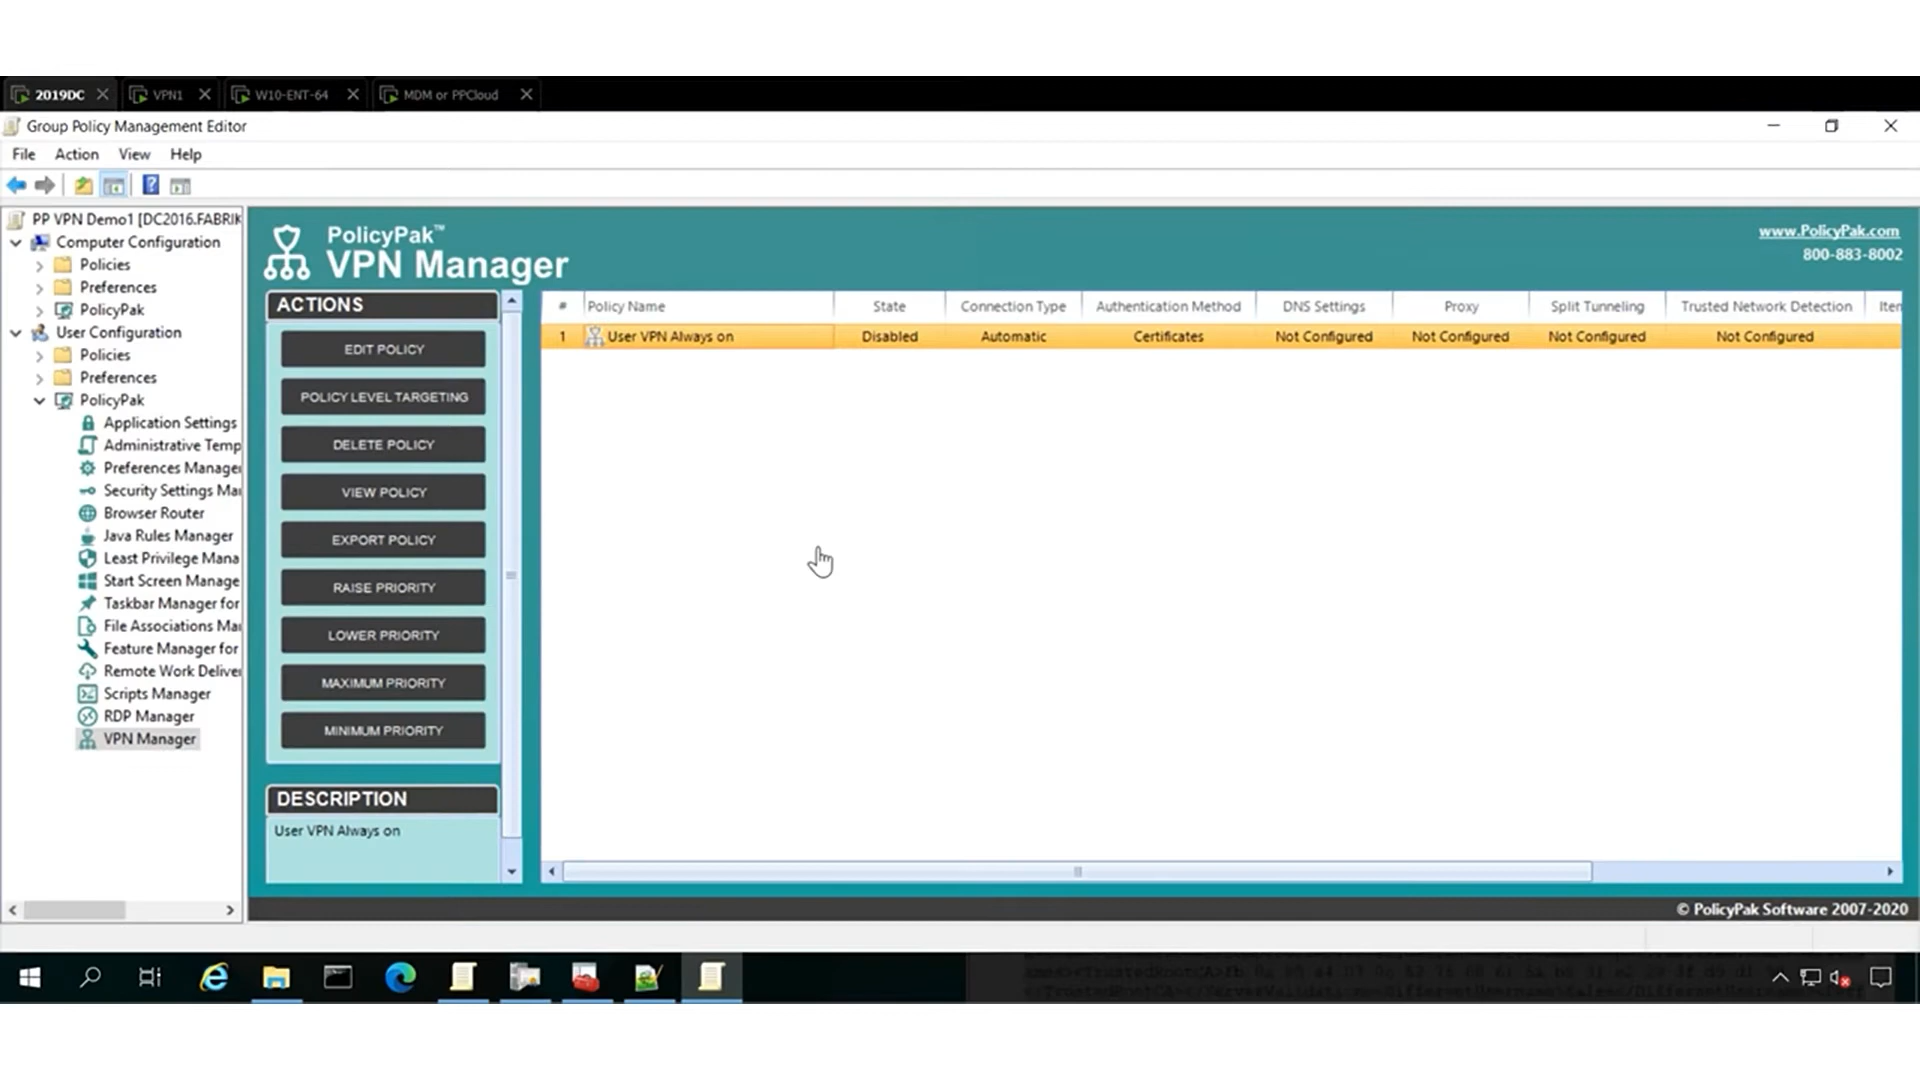 2019DC
VPN1
W10-ENT-64
MDM or PPCloud
Group Policy Management Editor
File Action View Help
PP VPN Demo1 [DC2016.FABRIK
Computer Configuration
Policies
Preferences
PolicyPak
User Configuration
Policies
Preferences
PolicyPak
Application Settings
Administrative Temp
Preferences Manage
Security Settings Ma
Browser Router
Java Rules Manager
Least Privilege Mana
Start Screen Manage
Taskbar Manager for
File Associations Ma
Feature Manager for
Remote Work Delive
Scripts Manager
RDP Manager
VPN Manager
PolicyPak™
VPN Manager
www.PolicyPak.com
800-883-8002
ACTIONS
EDIT POLICY
POLICY LEVEL TARGETING
DELETE POLICY
VIEW POLICY
EXPORT POLICY
RAISE PRIORITY
LOWER PRIORITY
MAXIMUM PRIORITY
MINIMUM PRIORITY
DESCRIPTION
User VPN Always on
# Policy Name State Connection Type Authentication Method DNS Settings Proxy Split Tunneling Trusted Network Detection Iten
1 User VPN Always on Disabled Automatic Certificates Not Configured Not Configured Not Configured Not Configured
© PolicyPak Software 2007-2020